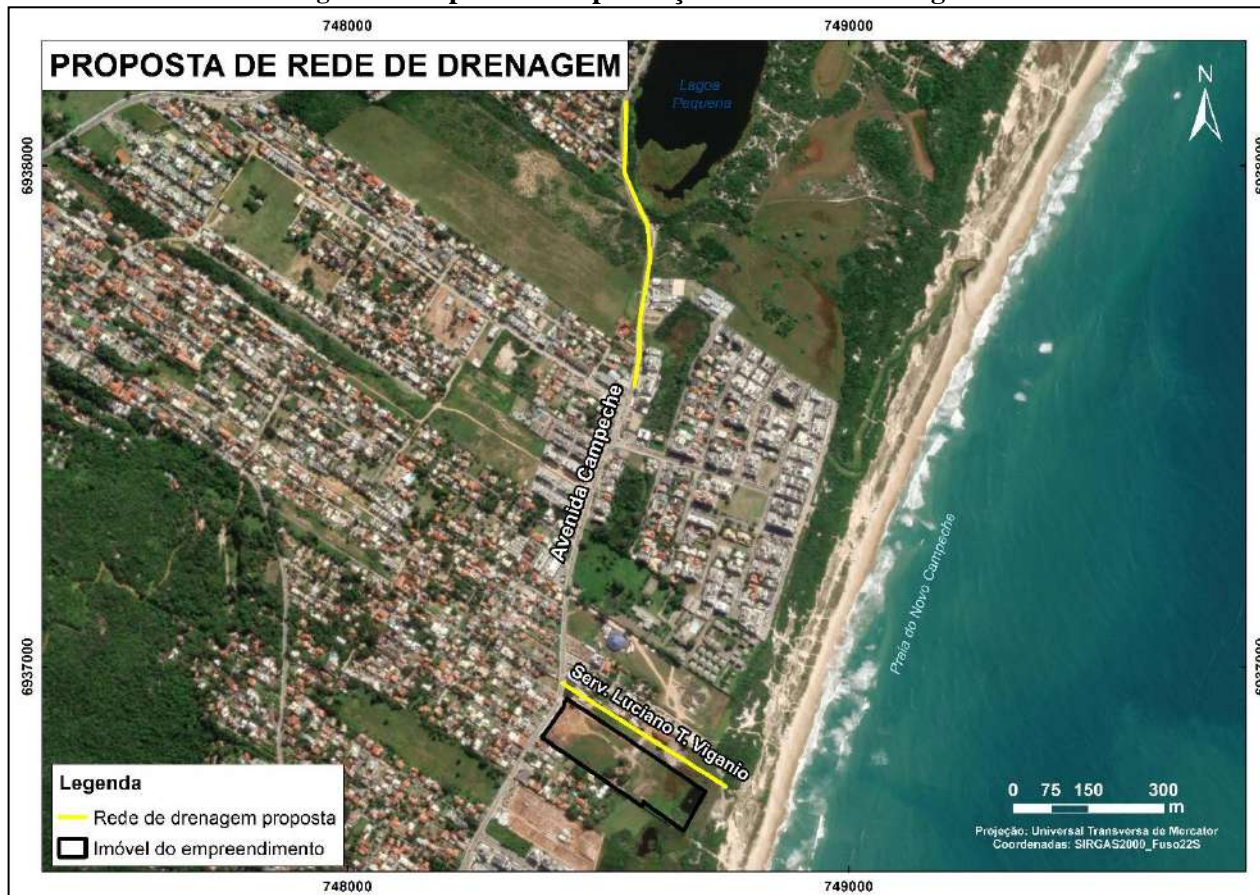 748000
749000
PROPOSTA DE REDE DE DRENAGEM
Lagoa
Pequena
N
6938000
6938000
Avenida Campeche
Praia do Novo Campeche
6937000
6937000
Serv. Luciano T. Viganio
Legenda
Rede de drenagem proposta
Imóvel do empreendimento
0 75 150 300
m
Projeção: Universal Transversa de Mercator
Coordenadas: SIRGAS2000_Fuso22S
748000
749000